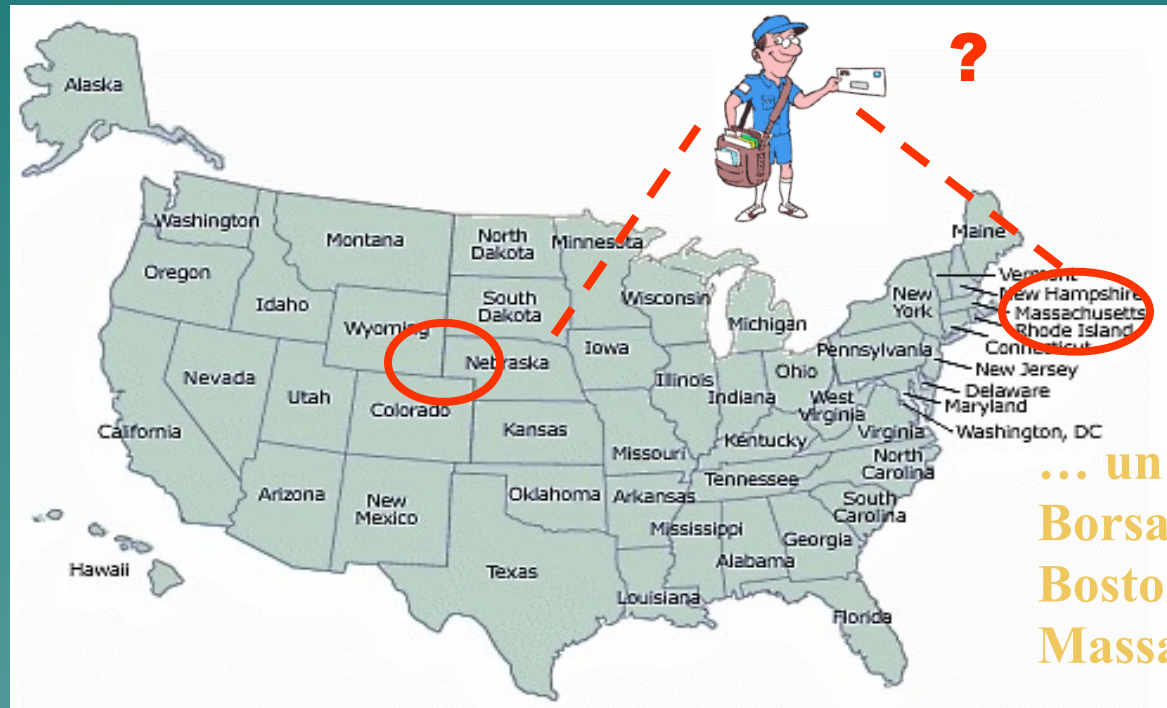 ?
Alaska
Washington
Montana
North
Dakota
Minnesota
Maine
Oregon
Idaho
South
Dakota
Wisconsin
Michigan
New
York
Vermont
New Hampshire
Massachusetts
Rhode Island
Connecticut
New Jersey
Delaware
Maryland
Washington, DC
Wyoming
Nebraska
Iowa
Pennsylvania
Nevada
Utah
Colorado
Illinois
Indiana
Ohio
West
Virginia
Virginia
California
Kansas
Missouri
Kentucky
North
Carolina
Tennessee
Arizona
New
Mexico
Oklahoma
Arkansas
South
Carolina
Mississippi
Alabama
Georgia
Hawaii
Texas
Louisiana
Florida
… un
Borsa
Bosto
Massa